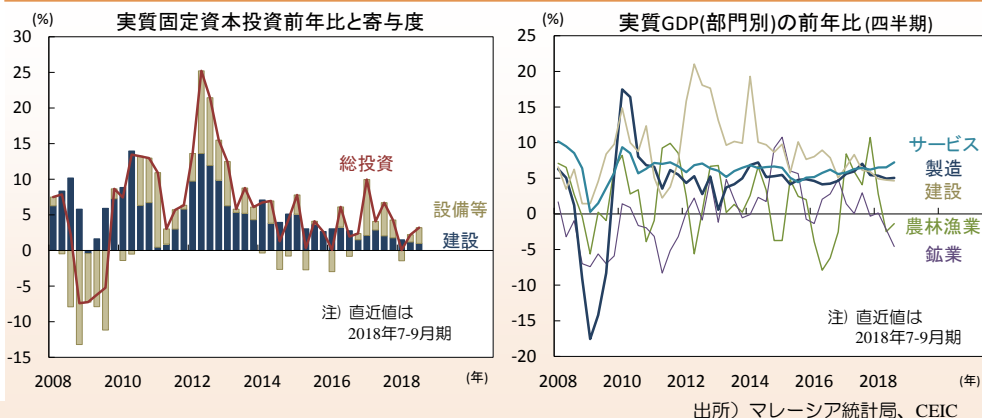 実質固定資本投資前年比と寄与度
(%)
30
25
20
15
10
5
0
-5
-10
-15
総投資
設備等
建設
注) 直近値は
2018年7-9月期
2008 2010 2012 2014 2016 2018 (年)
実質GDP(部門別)の前年比(四半期)
(%)
25
20
15
10
5
0
-5
-10
-15
-20
サービス
製造
建設
農林漁業
鉱業
注) 直近値は
2018年7-9月期
2008 2010 2012 2014 2016 2018 (年)
出所）マレーシア統計局、CEIC